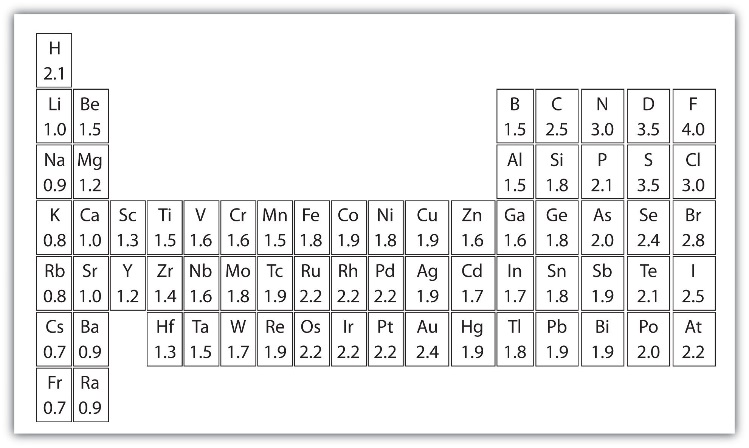 H
2.1
Li Be B C N D F
1.0 1.5 1.5 2.5 3.0 3.5 4.0
Na Mg Al Si P S Cl
0.9 1.2 1.5 1.8 2.1 3.5 3.0
K Ca Sc Ti V Cr Mn Fe Co Ni Cu Zn Ga Ge As Se Br
0.8 1.0 1.3 1.5 1.6 1.6 1.5 1.8 1.9 1.8 1.9 1.6 1.6 1.8 2.0 2.4 2.8
Rb Sr Y Zr Nb Mo Tc Ru Rh Pd Ag Cd In Sn Sb Te I
0.8 1.0 1.2 1.4 1.6 1.8 1.9 2.2 2.2 2.2 1.9 1.7 1.7 1.8 1.9 2.1 2.5
Cs Ba Hf Ta W Re Os Ir Pt Au Hg Tl Pb Bi Po At
0.7 0.9 1.3 1.5 1.7 1.9 2.2 2.2 2.2 2.4 1.9 1.8 1.9 1.9 2.0 2.2
Fr Ra
0.7 0.9